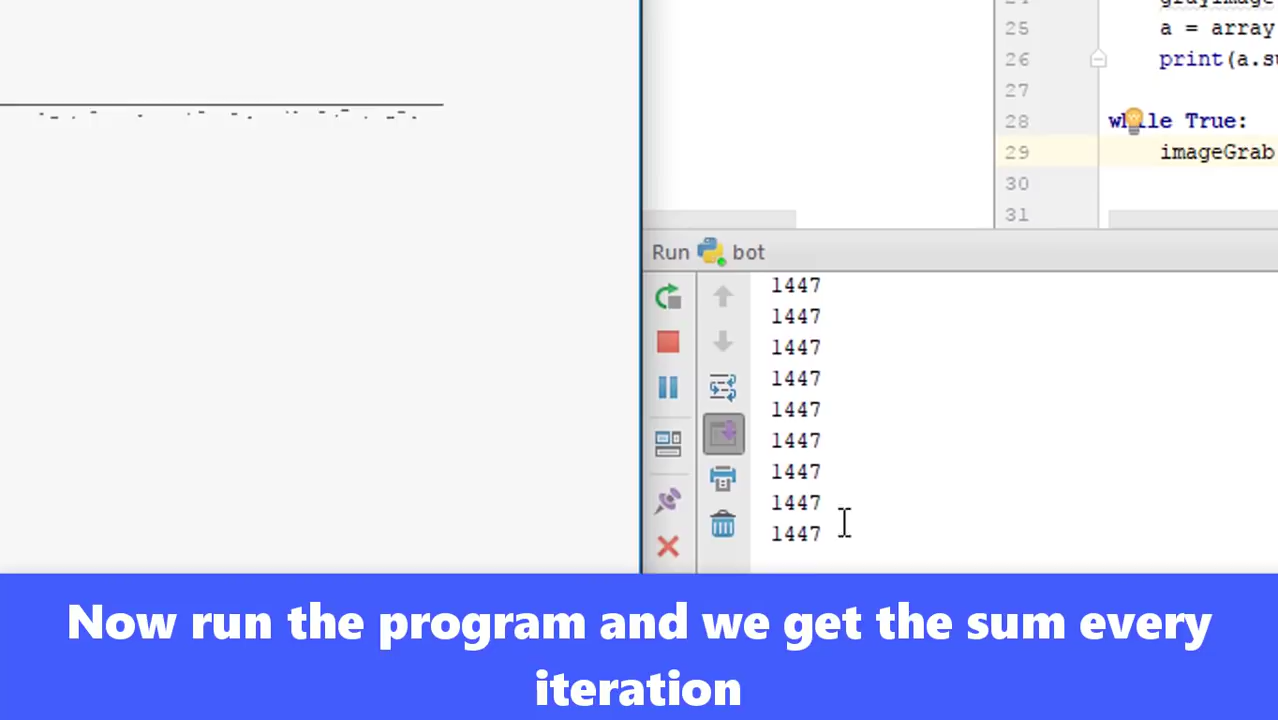 25 a = array
26 print(a.su
27
28 while True:
29 imageGrab
30
31
Run bot
1447
1447
1447
1447
1447
1447
1447
1447
1447
Now run the program and we get the sum every
iteration